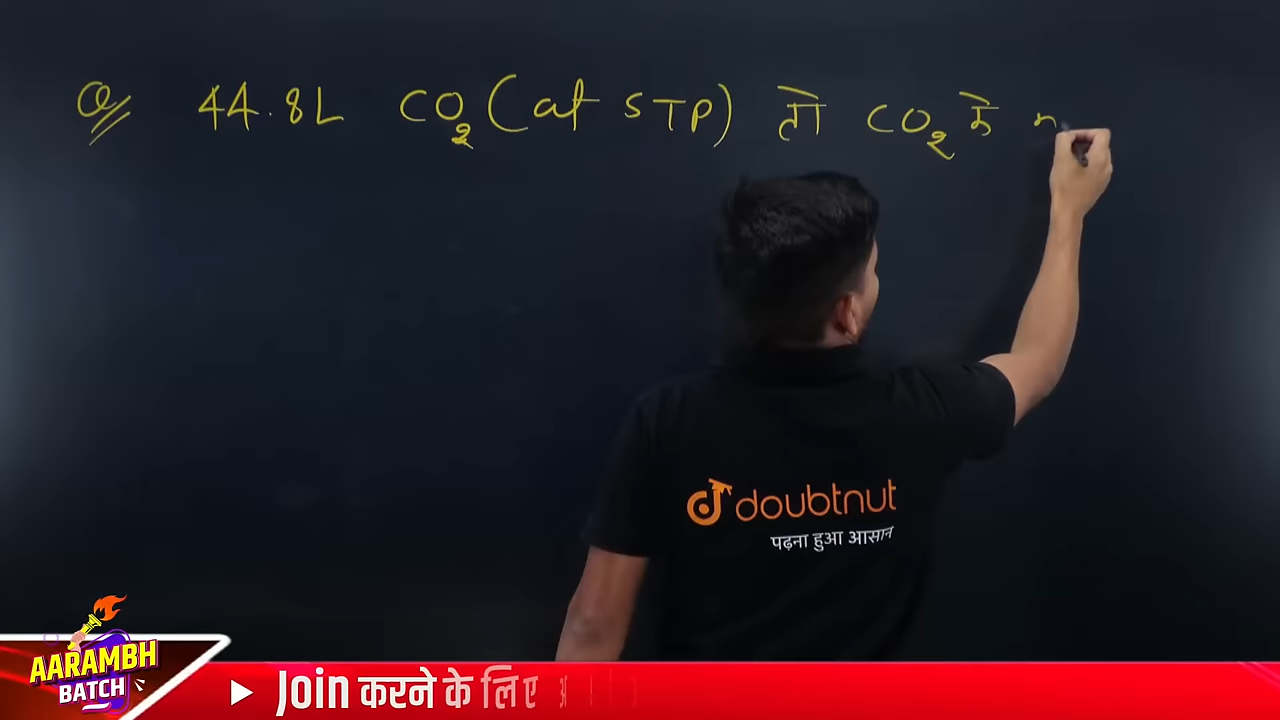 Q 44.8L CO₂ (at STP) तो CO₂ के
doubtnut
पढ़ना हुआ आसान
AARAMBH
BATCH
Join करने के लिए